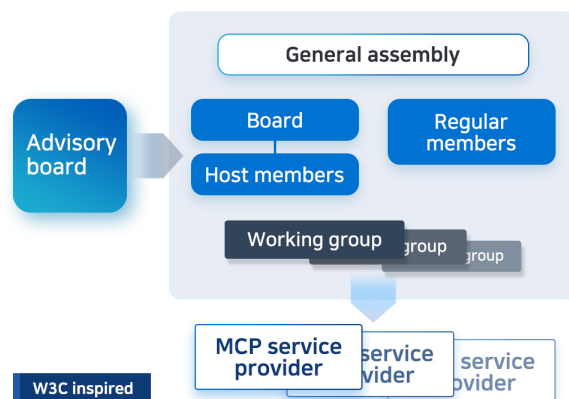 General assembly
Advisory
board
Board
Host members
Regular
members
Working group
group
group
MCP service
provider
service
vider
service
ovider
W3C inspired